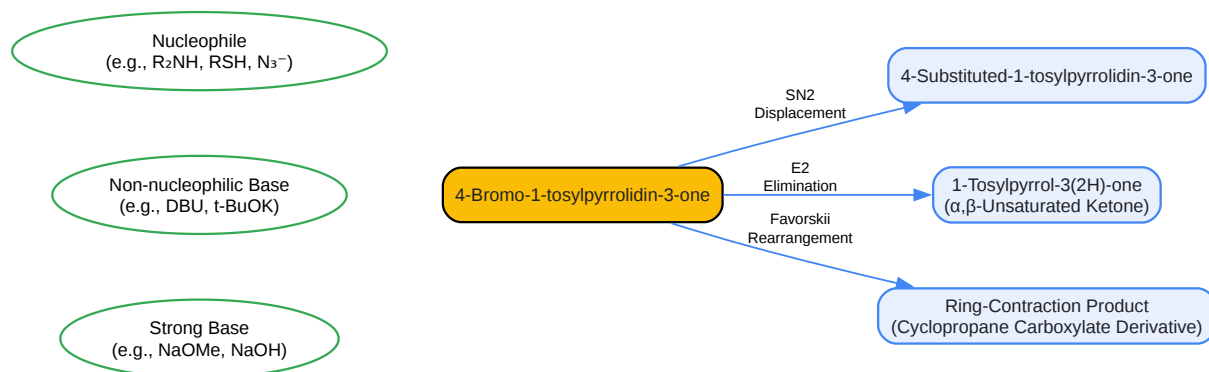 Nucleophile
(e.g., R₂NH, RSH, N₃⁻)
4-Substituted-1-tosylpyrrolidin-3-one
SN2
Displacement
Non-nucleophilic Base
(e.g., DBU, t-BuOK)
4-Bromo-1-tosylpyrrolidin-3-one
E2
Elimination
1-Tosylpyrrol-3(2H)-one
(α,β-Unsaturated Ketone)
Favorskii
Rearrangement
Strong Base
(e.g., NaOMe, NaOH)
Ring-Contraction Product
(Cyclopropane Carboxylate Derivative)